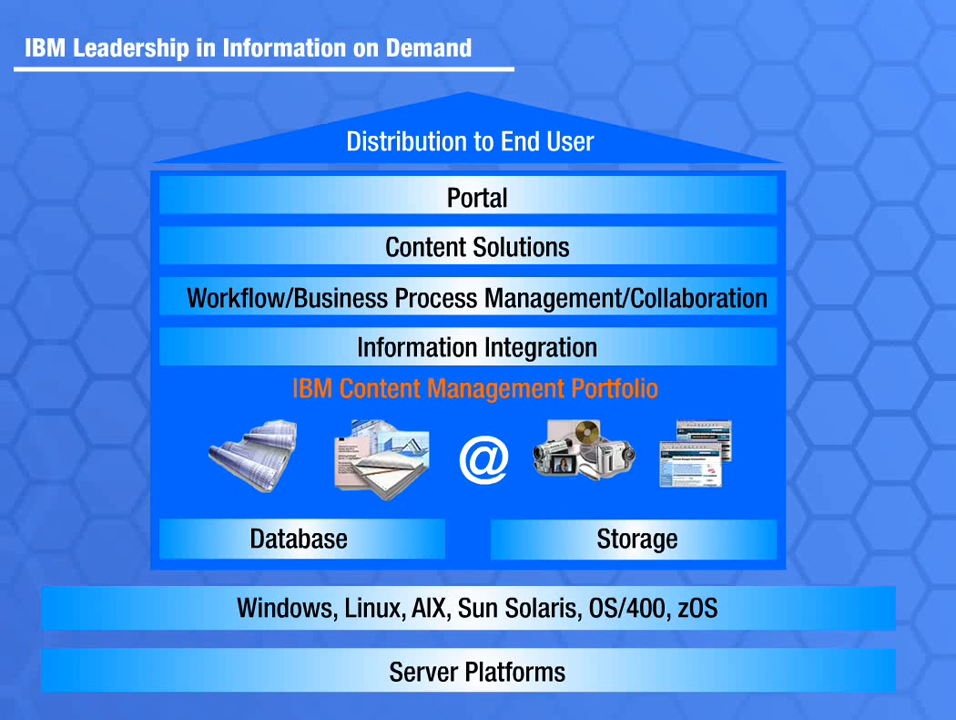 IBM Leadership in Information on Demand
Distribution to End User
Portal
Content Solutions
Workflow/Business Process Management/Collaboration
Information Integration
IBM Content Management Portfolio
@
Database
Storage
Windows, Linux, AIX, Sun Solaris, OS/400, zOS
Server Platforms